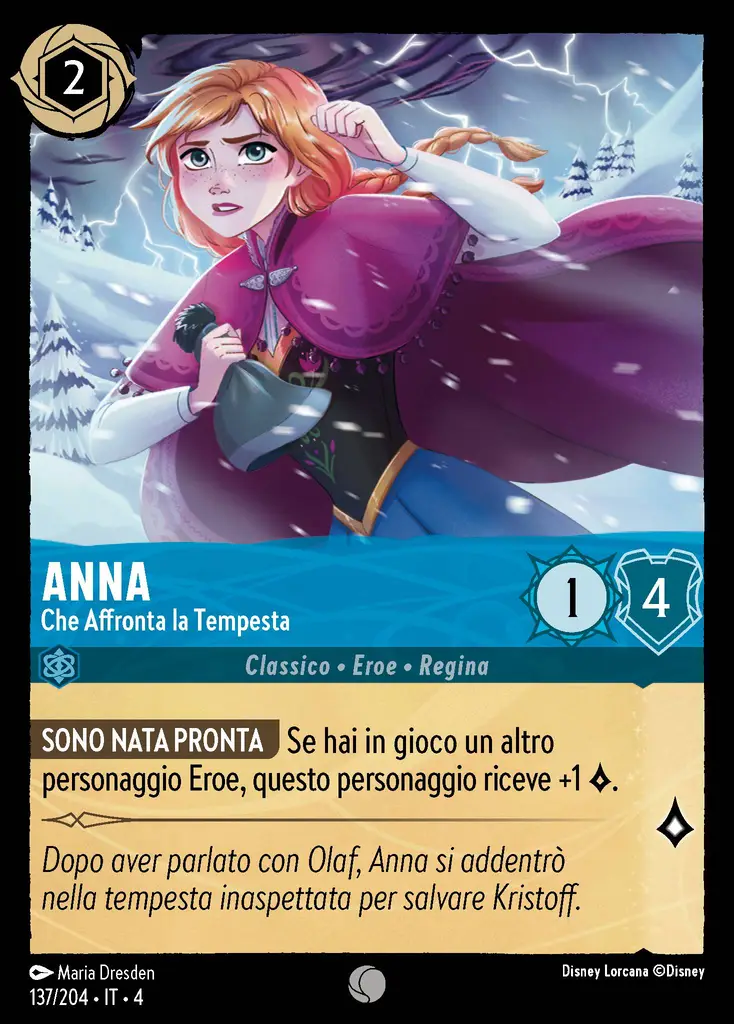 2
ANNA
Che Affronta la Tempesta
1
4
Classico • Eroe • Regina
SONO NATA PRONTA Se hai in gioco un altro
personaggio Eroe, questo personaggio riceve +1 .
Dopo aver parlato con Olaf, Anna si addentrò
nella tempesta inaspettata per salvare Kristoff.
Maria Dresden
Disney Lorcana ©Disney
137/204 • IT • 4